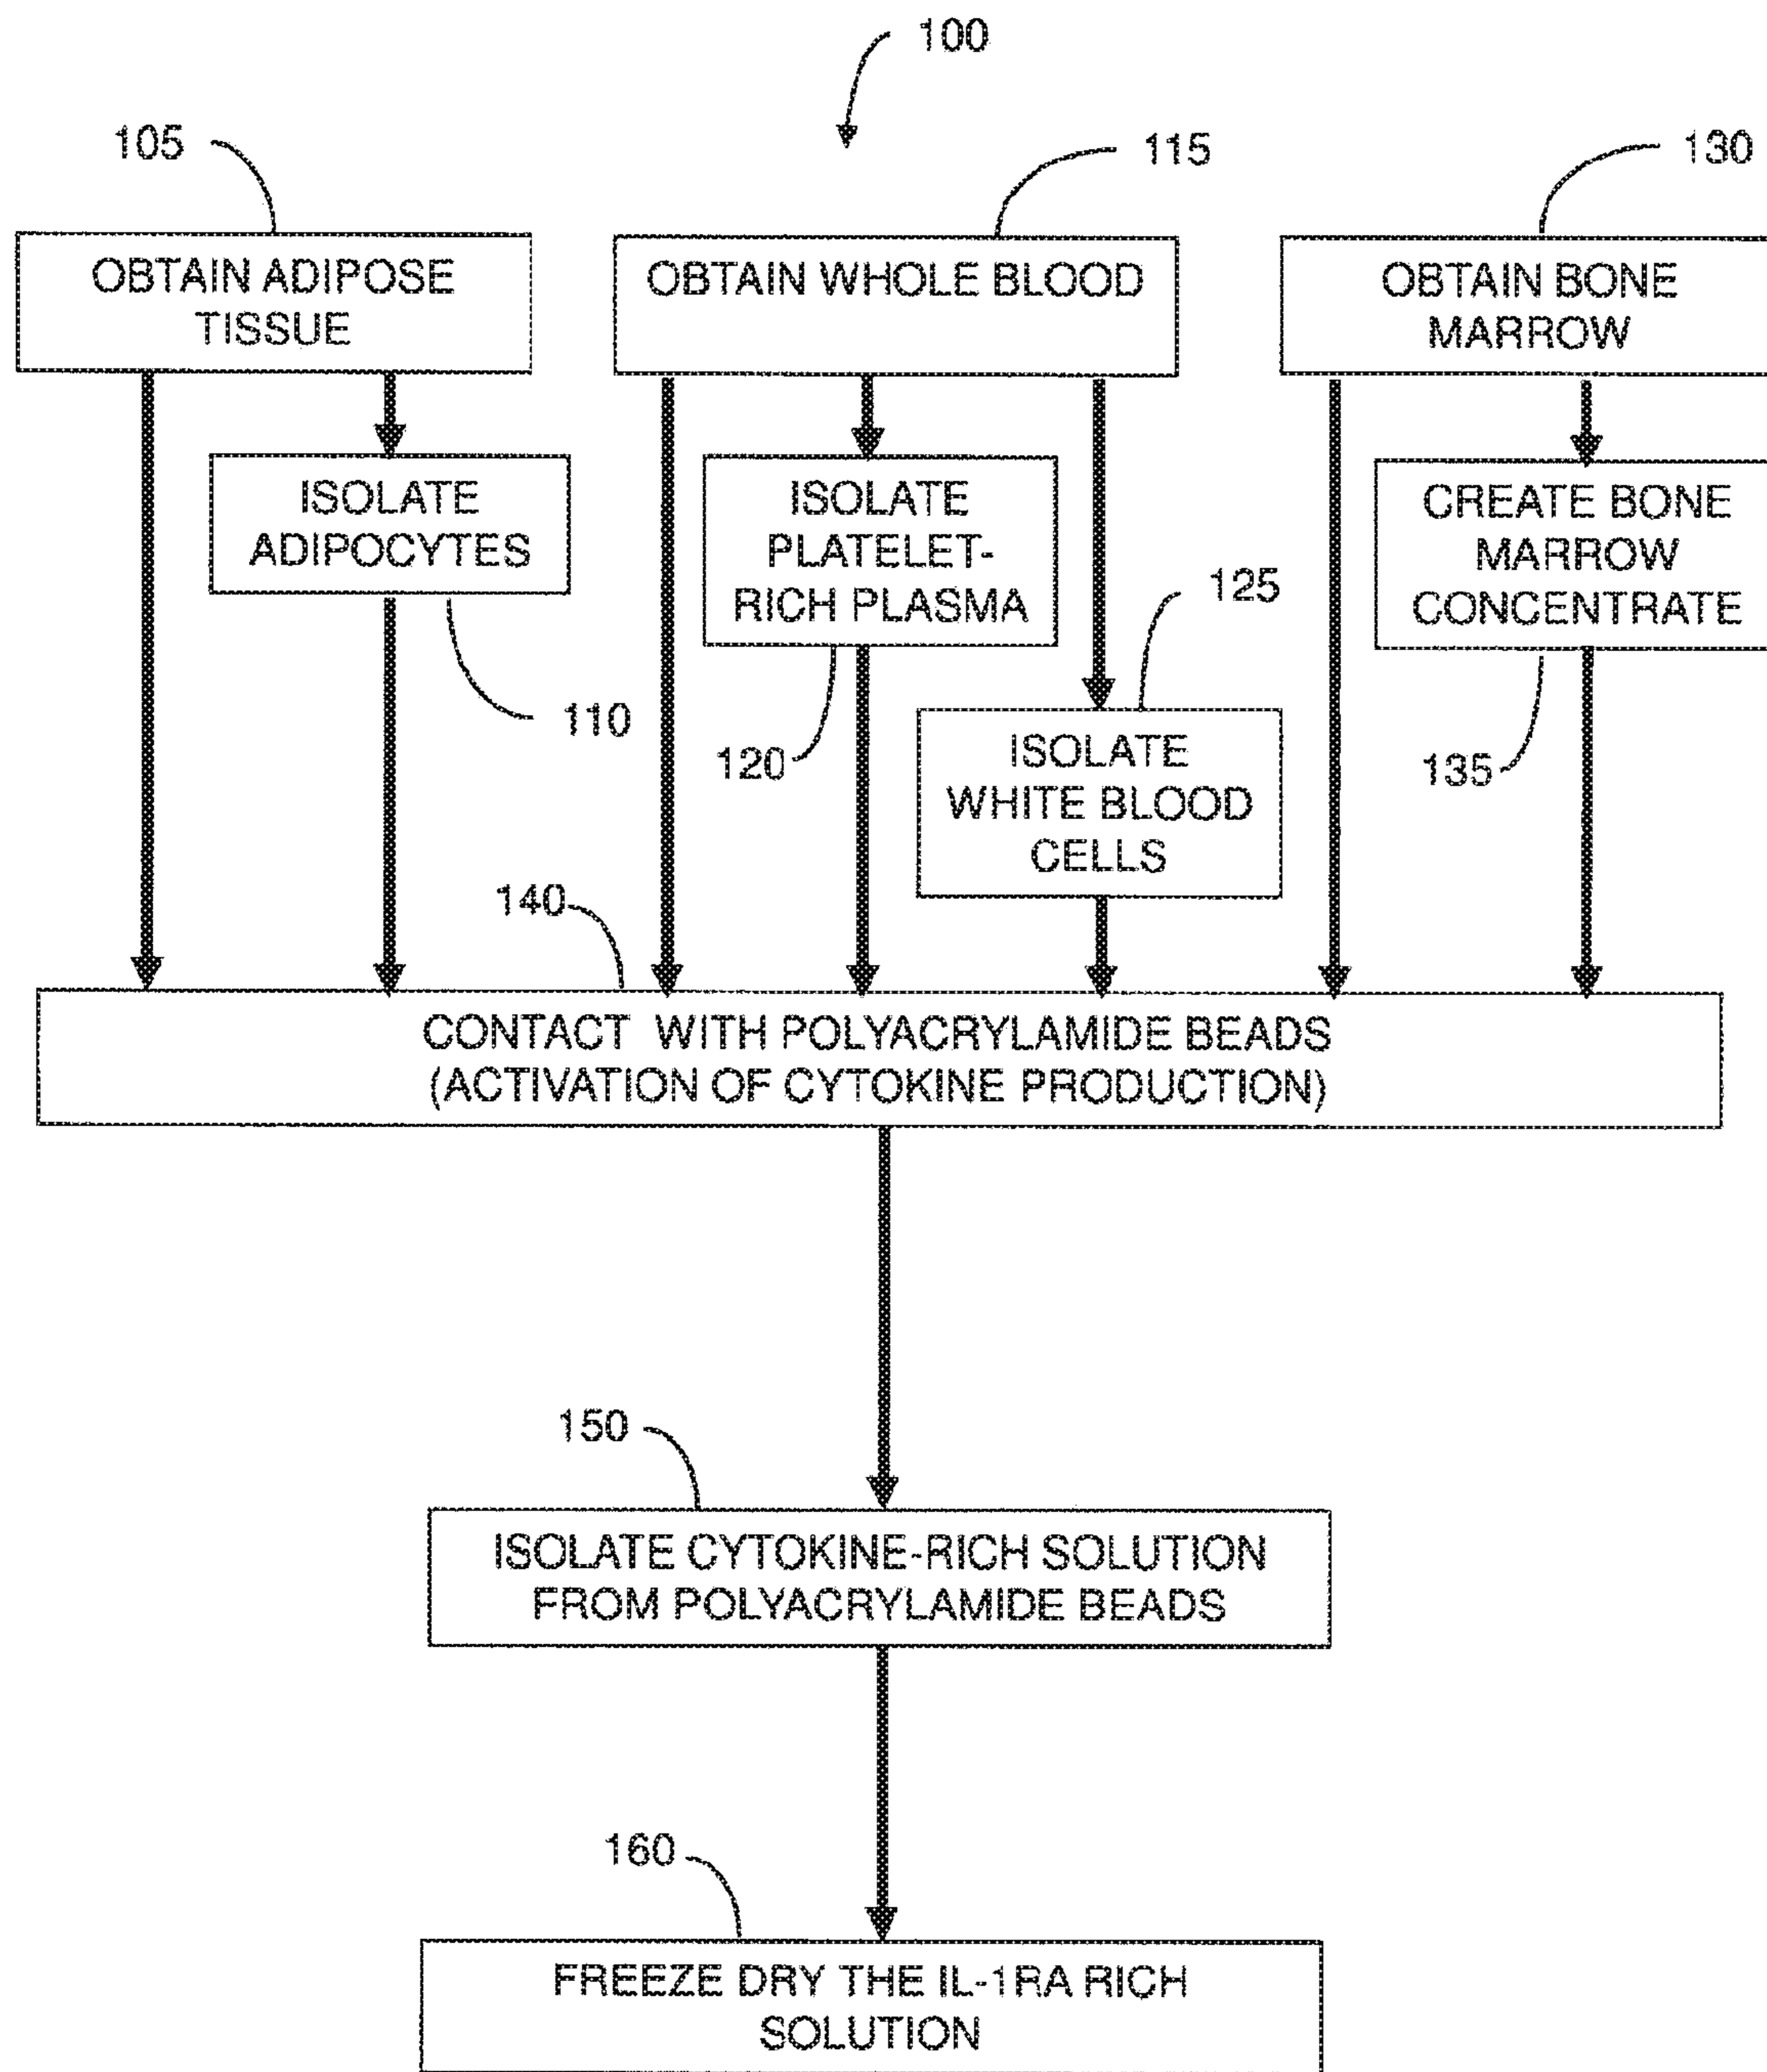 100
105
115
130
OBTAIN ADIPOSE
TISSUE
OBTAIN WHOLE BLOOD
OBTAIN BONE
MARROW
ISOLATE
ADIPOCYTES
110
ISOLATE
PLATELET-
RICH PLASMA
120
125
ISOLATE
WHITE BLOOD
CELLS
CREATE BONE
MARROW
CONCENTRATE
135
140
CONTACT WITH POLYACRYLAMIDE BEADS
(ACTIVATION OF CYTOKINE PRODUCTION)
150
ISOLATE CYTOKINE-RICH SOLUTION
FROM POLYACRYLAMIDE BEADS
160
FREEZE DRY THE IL-1RA RICH
SOLUTION